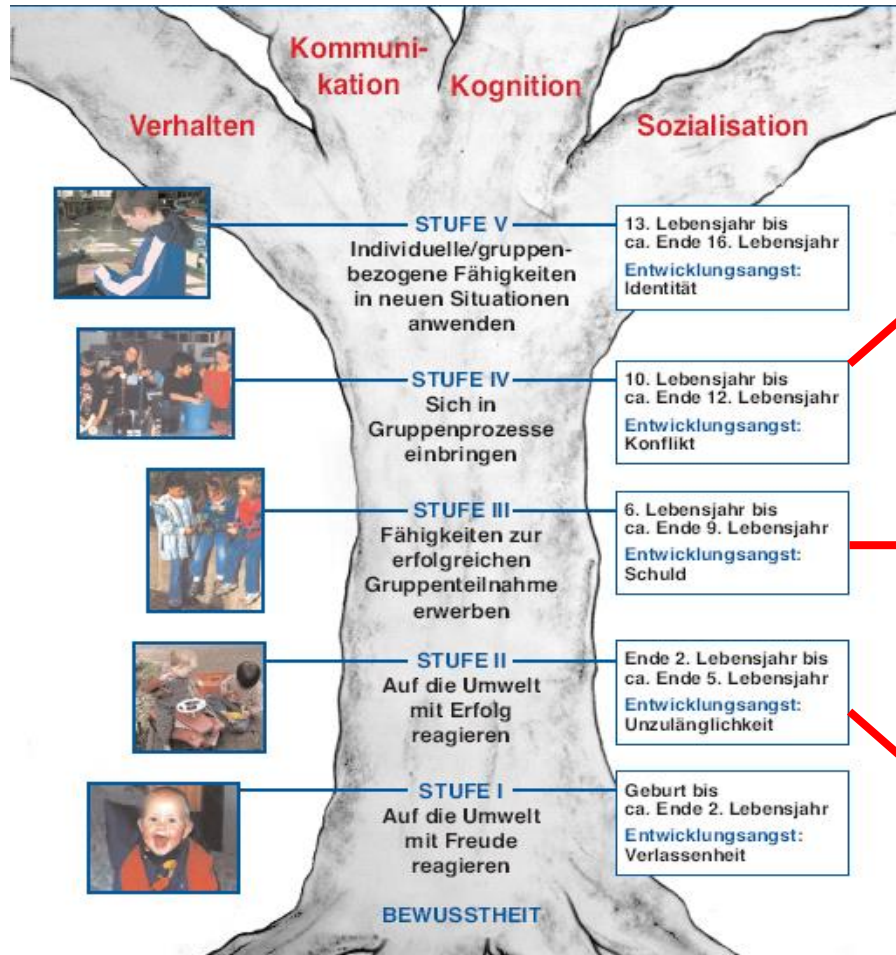 Kommuni-
kation
Kognition
Verhalten
Sozialisation
STUFE V
Individuelle/gruppen-
bezogene Fähigkeiten
in neuen Situationen
anwenden
13. Lebensjahr bis
ca. Ende 16. Lebensjahr
Entwicklungsangst:
Identität
STUFE IV
Sich in
Gruppenprozesse
einbringen
10. Lebensjahr bis
ca. Ende 12. Lebensjahr
Entwicklungsangst:
Konflikt
STUFE III
Fähigkeiten zur
erfolgreichen
Gruppenteilnahme
erwerben
6. Lebensjahr bis
ca. Ende 9. Lebensjahr
Entwicklungsangst:
Schuld
STUFE II
Auf die Umwelt
mit Erfolg
reagieren
Ende 2. Lebensjahr bis
ca. Ende 5. Lebensjahr
Entwicklungsangst:
Unzulänglichkeit
STUFE I
Auf die Umwelt
mit Freude
reagieren
Geburt bis
ca. Ende 2. Lebensjahr
Entwicklungsangst:
Verlassenheit
BEWUSSTHEIT